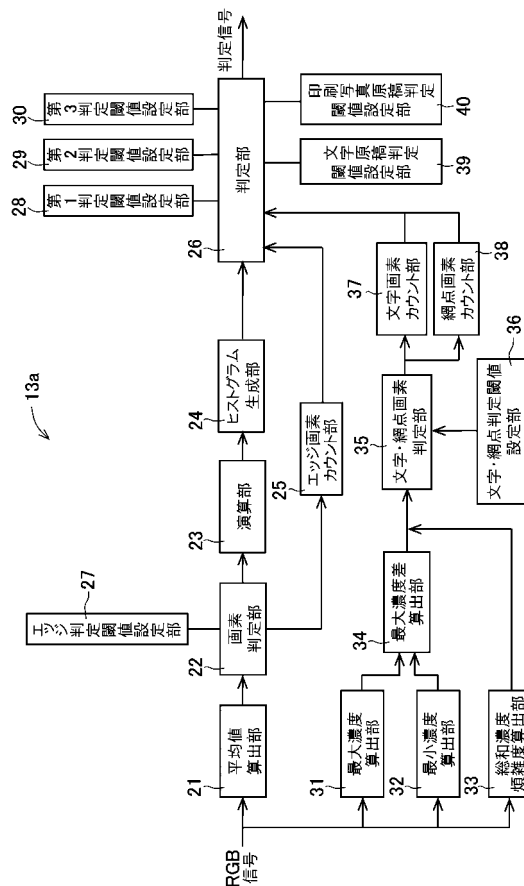 13a
RGB
信号
21
平均値
算出部
22
画素
判定部
エッジ
判定閾値設定部
27
23
演算部
24
ヒストグラム
生成部
エッジ画素
カウント部
25
26
判定部
判定信号
28
第1
判定閾値設定部
29
第2
判定閾値設定部
30
第3
判定閾値設定部
31
最大濃度
算出部
32
最小濃度
算出部
33
総和濃度
煩雑度算出部
34
最大濃度差
算出部
35
文字・網点画素
判定部
36
文字・網点判定閾値
設定部
37
文字画素
カウント部
38
網点画素
カウント部
文字原稿判定
閾値設定部
39
印刷写真原稿判定
閾値設定部
40